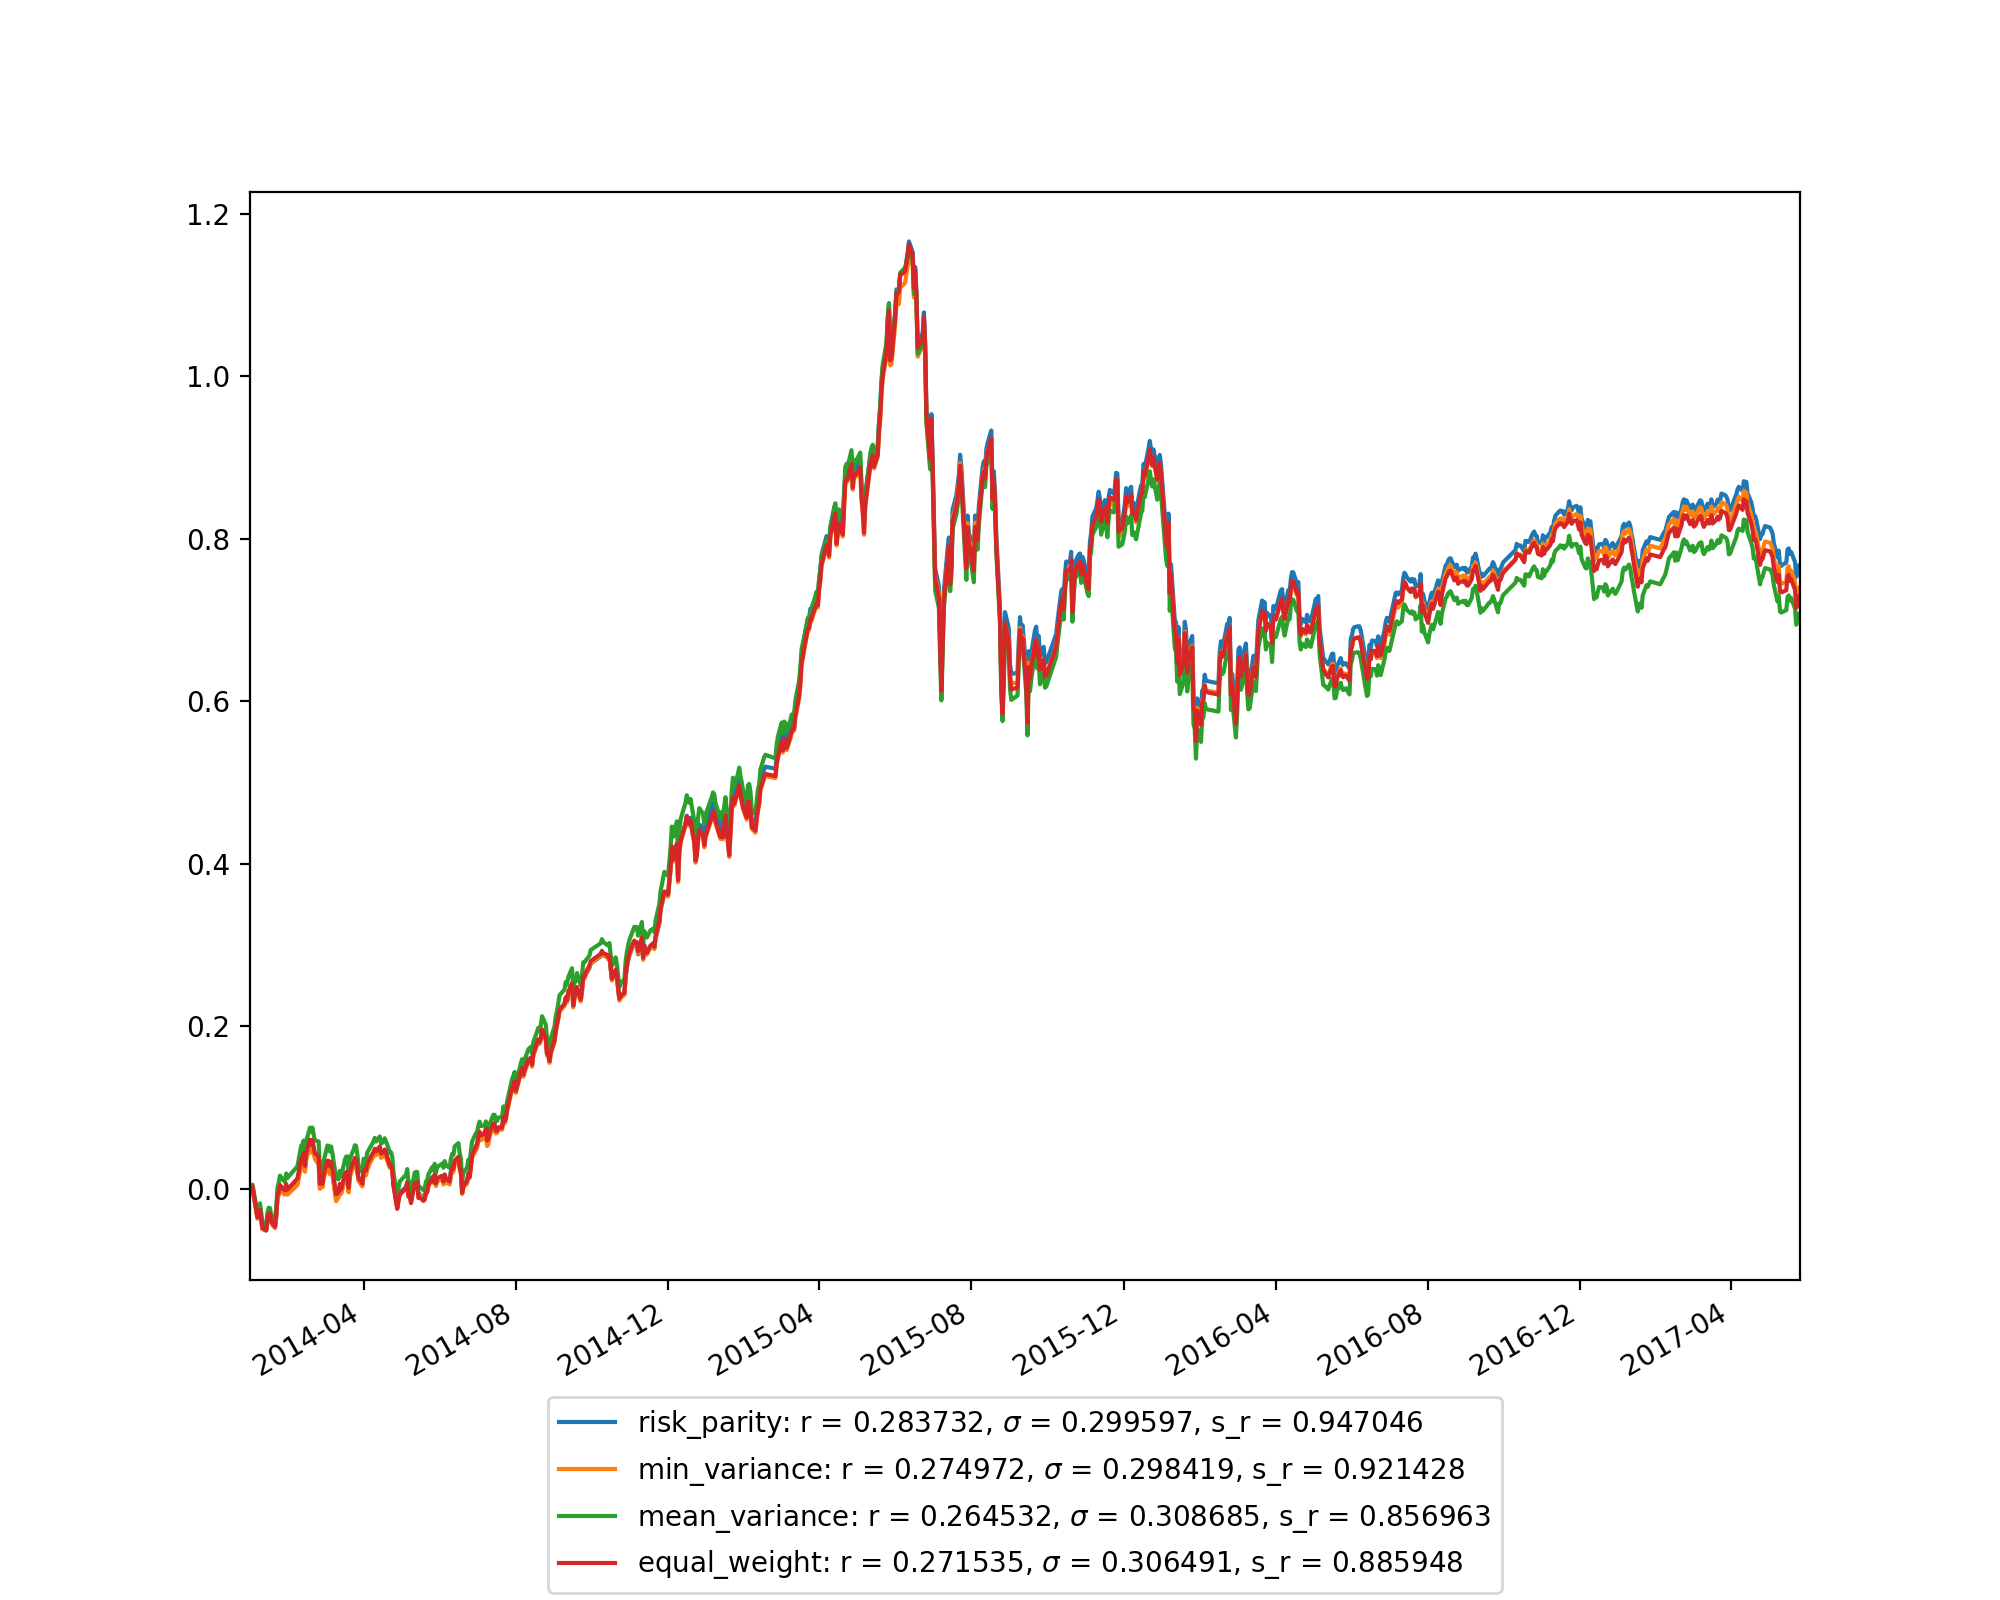 1.2
1.0
0.8
0.6
0.4
0.2
0.0
2014-04 2014-08 2014-12 2015-04 2015-08 2015-12 2016-04 2016-08 2016-12 2017-04
risk_parity: r = 0.283732, σ = 0.299597, s_r = 0.947046
min_variance: r = 0.274972, σ = 0.298419, s_r = 0.921428
mean_variance: r = 0.264532, σ = 0.308685, s_r = 0.856963
equal_weight: r = 0.271535, σ = 0.306491, s_r = 0.885948